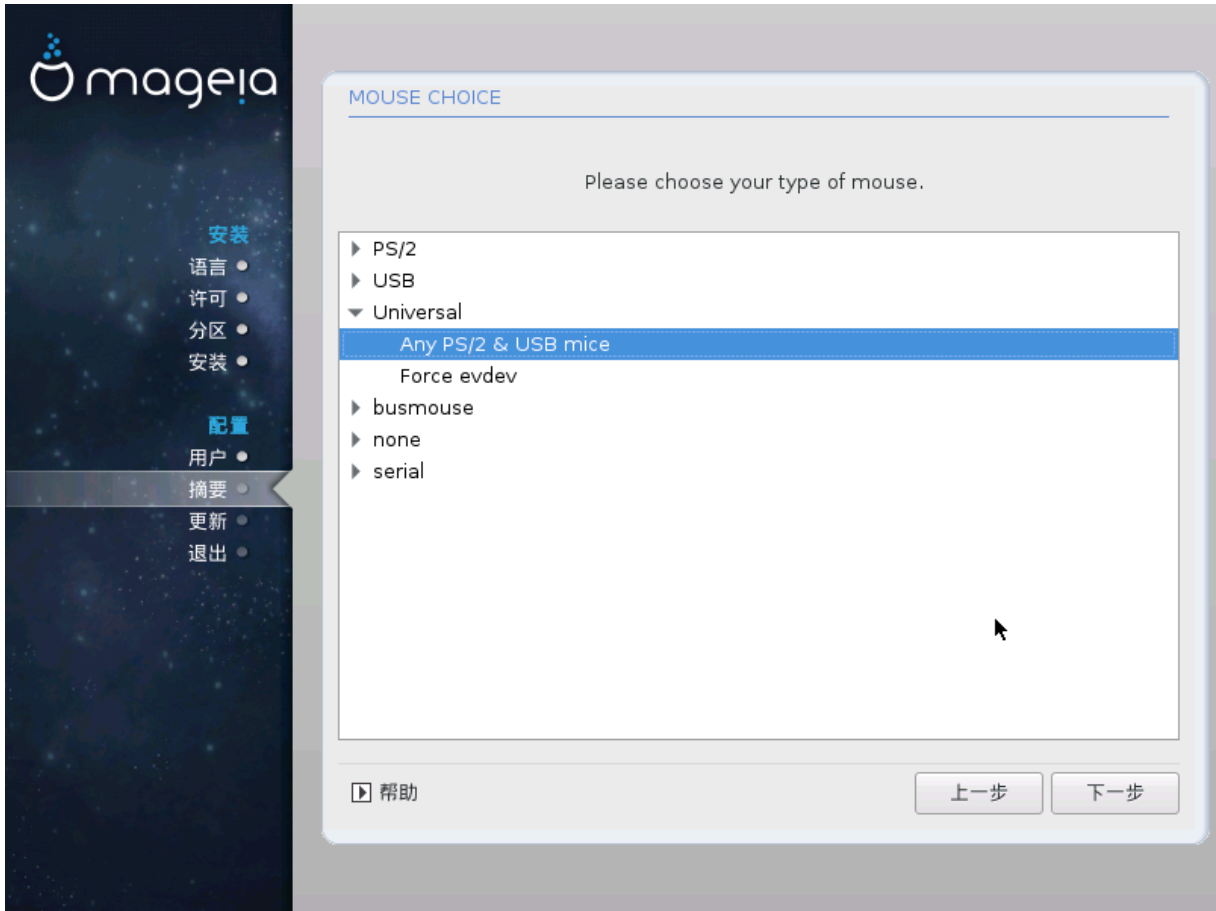 mageia
安装
语言
许可
分区
安装
配置
用户
摘要
更新
退出
MOUSE CHOICE
Please choose your type of mouse.
PS/2
USB
Universal
Any PS/2 & USB mice
Force evdev
busmouse
none
serial
帮助
上一步
下一步